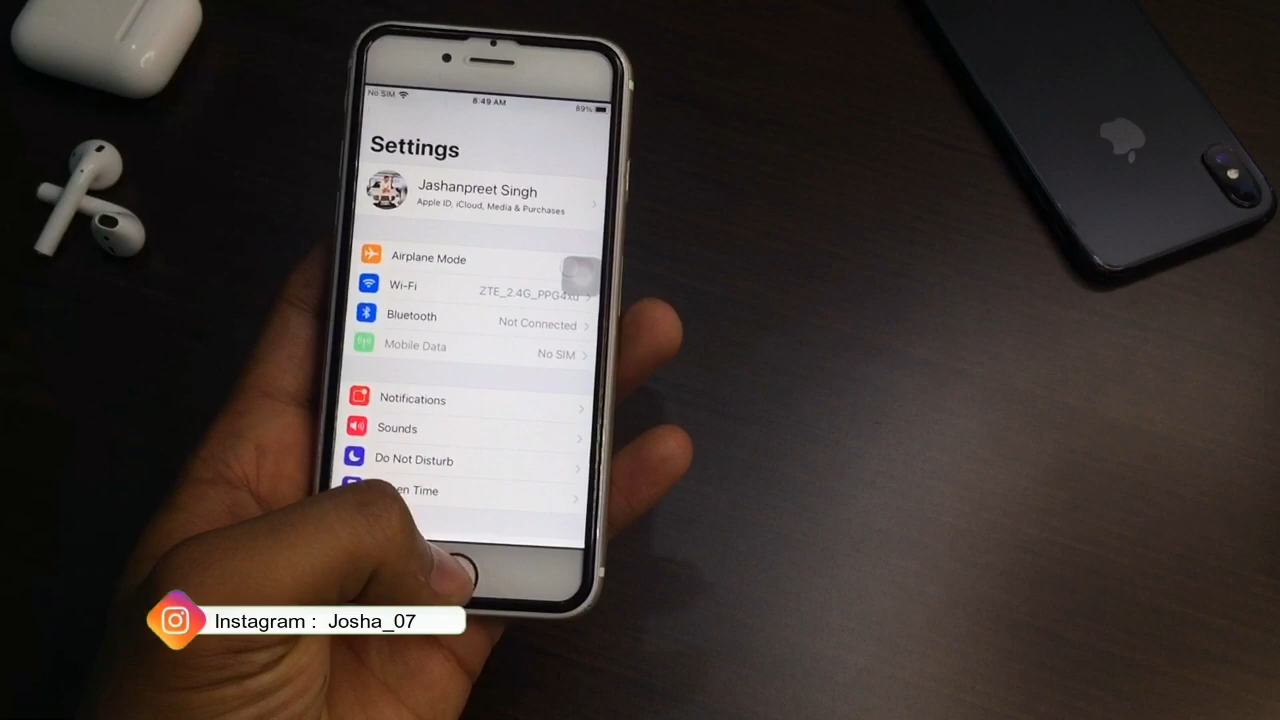 No SIM 8:49 AM 89%
Settings
Jashanpreet Singh
Apple ID, iCloud, Media & Purchases
Airplane Mode
Wi-Fi ZTE_2.4G_PPG4xu
Bluetooth Not Connected
Mobile Data No SIM
Notifications
Sounds
Do Not Disturb
Time
Instagram : Josha_07